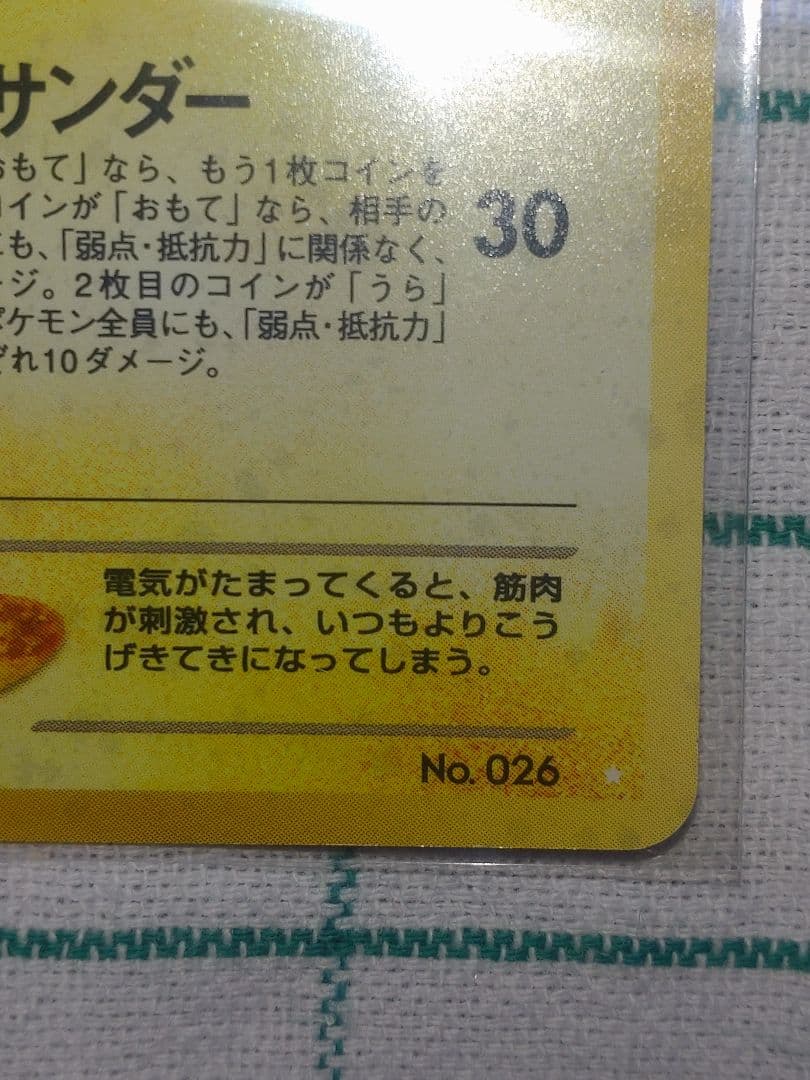 サンダー
おもて」なら、もう1枚コインを
コインが「おもて」なら、相手の
にも、「弱点・抵抗力」に関係なく、
ージ。2枚目のコインが「うら」
ポケモン全員にも、「弱点・抵抗力」
ぞれ10ダメージ。
30
電気がたまってくると、筋肉
が刺激され、いつもよりこう
げきてきになってしまう。
No. 026
★